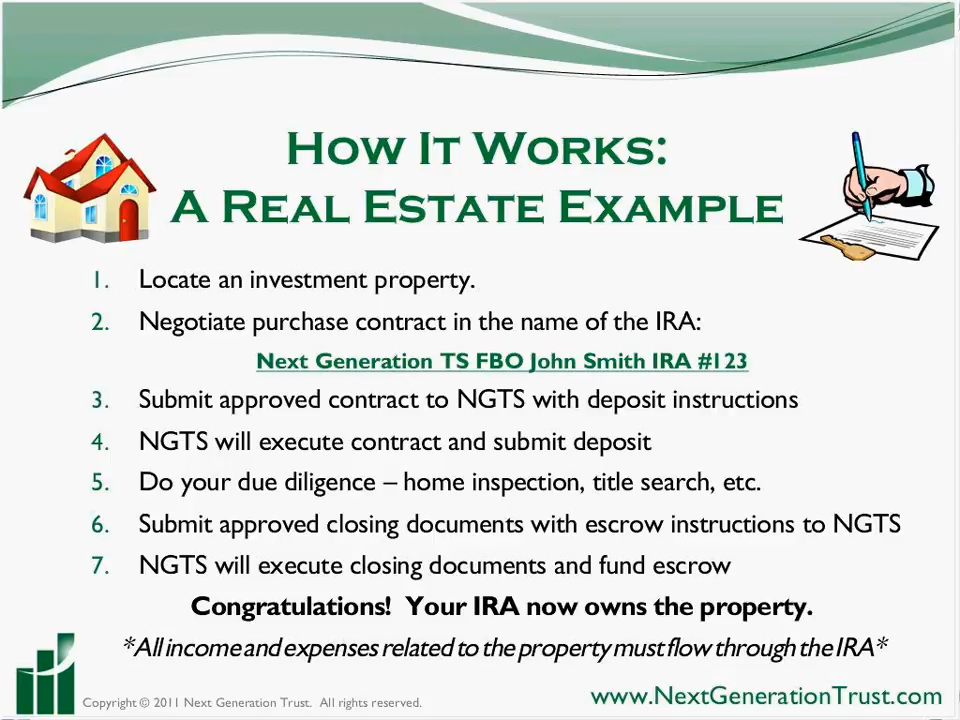 How It Works:
A Real Estate Example
1. Locate an investment property.
2. Negotiate purchase contract in the name of the IRA:
Next Generation TS FBO John Smith IRA #123
3. Submit approved contract to NGTS with deposit instructions
4. NGTS will execute contract and submit deposit
5. Do your due diligence – home inspection, title search, etc.
6. Submit approved closing documents with escrow instructions to NGTS
7. NGTS will execute closing documents and fund escrow
Congratulations! Your IRA now owns the property.
*All income and expenses related to the property must flow through the IRA*
Copyright © 2011 Next Generation Trust. All rights reserved.
www.NextGenerationTrust.com